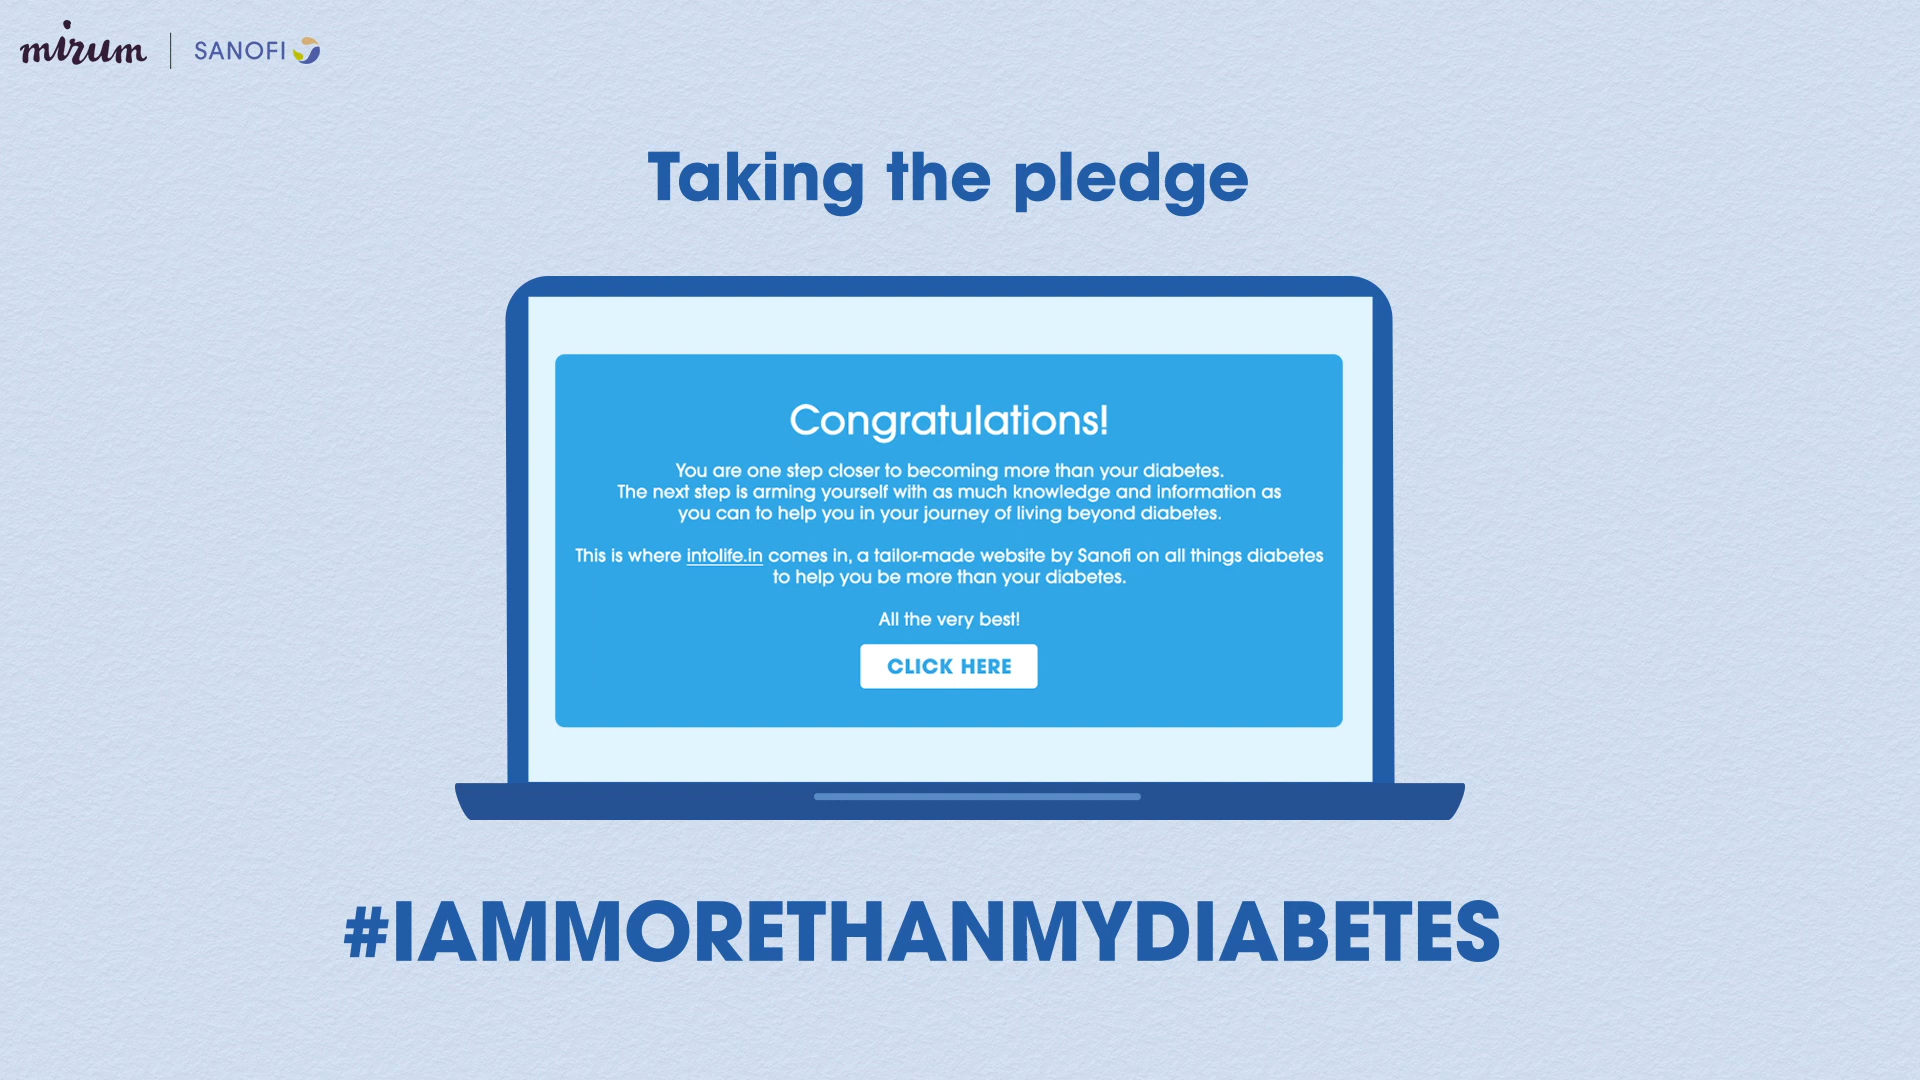 mirum | SANOFI
Taking the pledge
Congratulations!
You are one step closer to becoming more than your diabetes.
The next step is arming yourself with as much knowledge and information as
you can to help you in your journey of living beyond diabetes.
This is where intolife.in comes in, a tailor-made website by Sanofi on all things diabetes
to help you be more than your diabetes.
All the very best!
CLICK HERE
#IAMMORETHANMYDIABETES